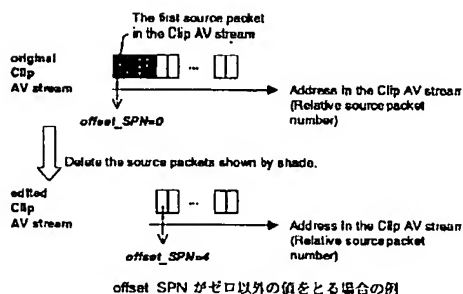 The first source packet
in the Clip AV stream
original
Clip
AV stream
...
Address in the Clip AV stream
(Relative source packet
number)
offset_SPN=0
Delete the source packets shown by shade.
edited
Clip
AV stream
...
Address in the Clip AV stream
(Relative source packet
number)
offset_SPN=4
offset_SPN がゼロ以外の値をとる場合の例